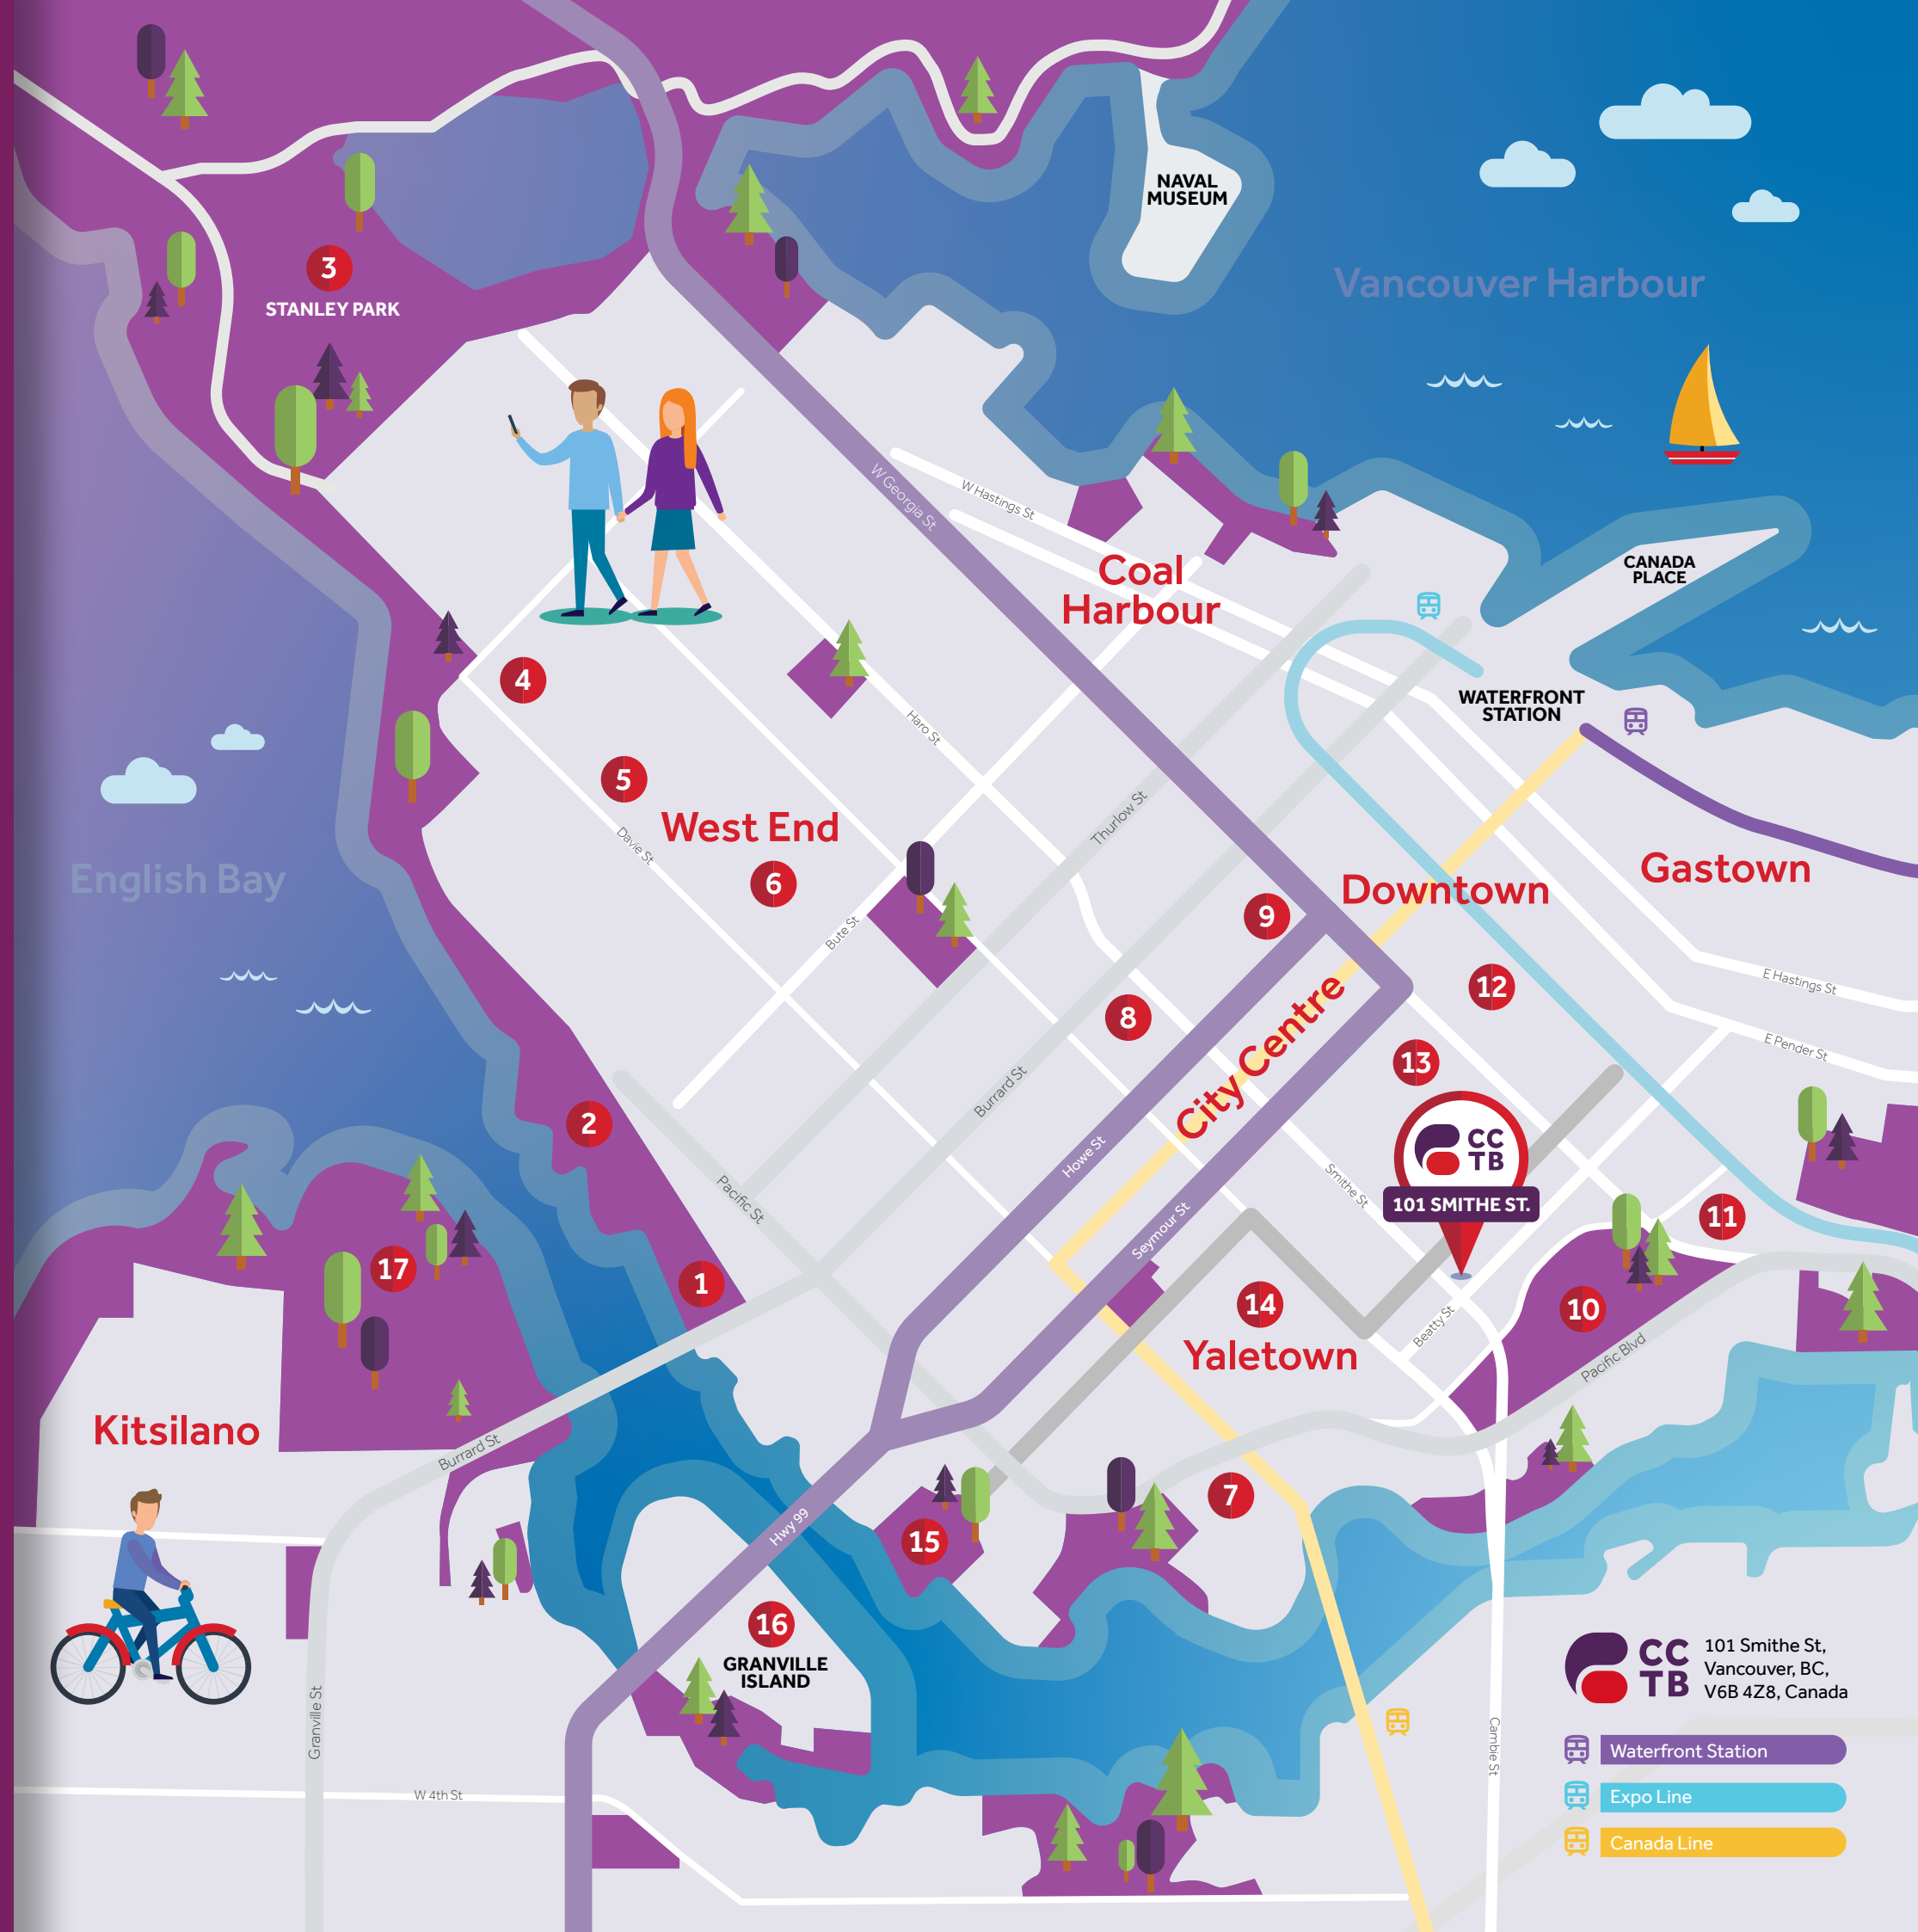 NAVAL
MUSEUM
Vancouver Harbour
3
STANLEY PARK
W Georgia St
W Hastings St
Coal
Harbour
CANADA
PLACE
4
WATERFRONT
STATION
Haro St
5
West End
Davie St
Thurlow St
6
English Bay
Bute St
Gastown
Downtown
9
12
E Hastings St
8
City Centre
E Pender St
13
Burrard St
2
CC
TB
101 SMITHE ST.
Howe St
Smithe St
Pacific St
Seymour St
11
17
1
14
10
Beatty St
Yaletown
Pacific Blvd
Kitsilano
Burrard St
7
Hwy 99
15
16
GRANVILLE
ISLAND
Granville St
W 4th St
Cambie St
CC
TB
101 Smithe St,
Vancouver, BC,
V6B 4Z8, Canada
Waterfront Station
Expo Line
Canada Line